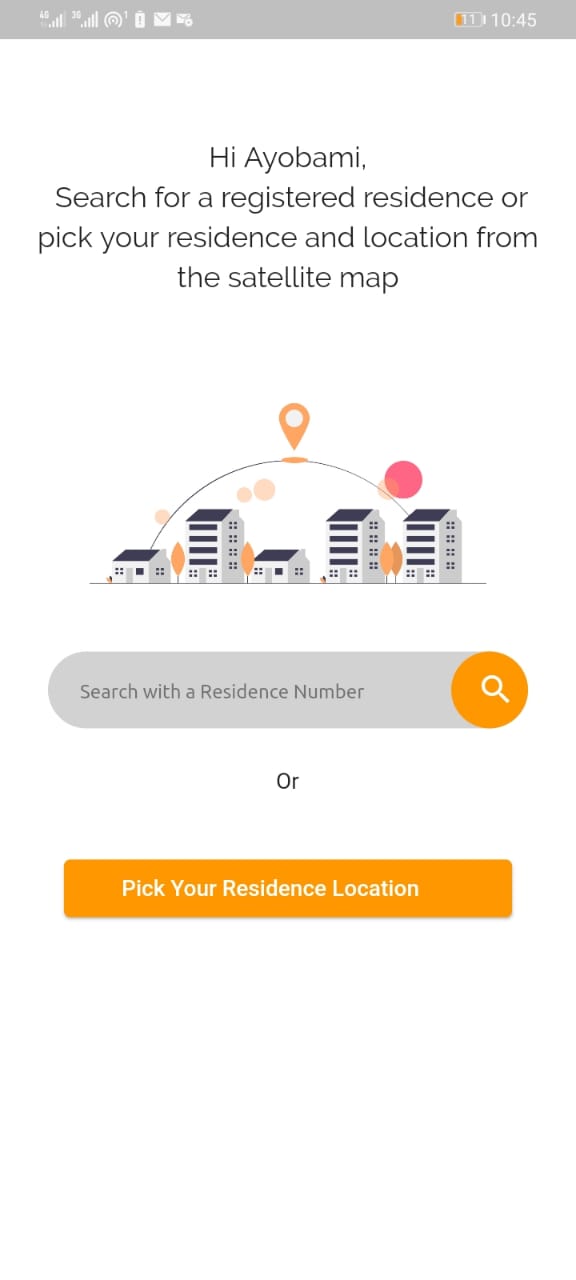 4G 3G 1 11 10:45
Hi Ayobami,
Search for a registered residence or
pick your residence and location from
the satellite map
Search with a Residence Number
Or
Pick Your Residence Location